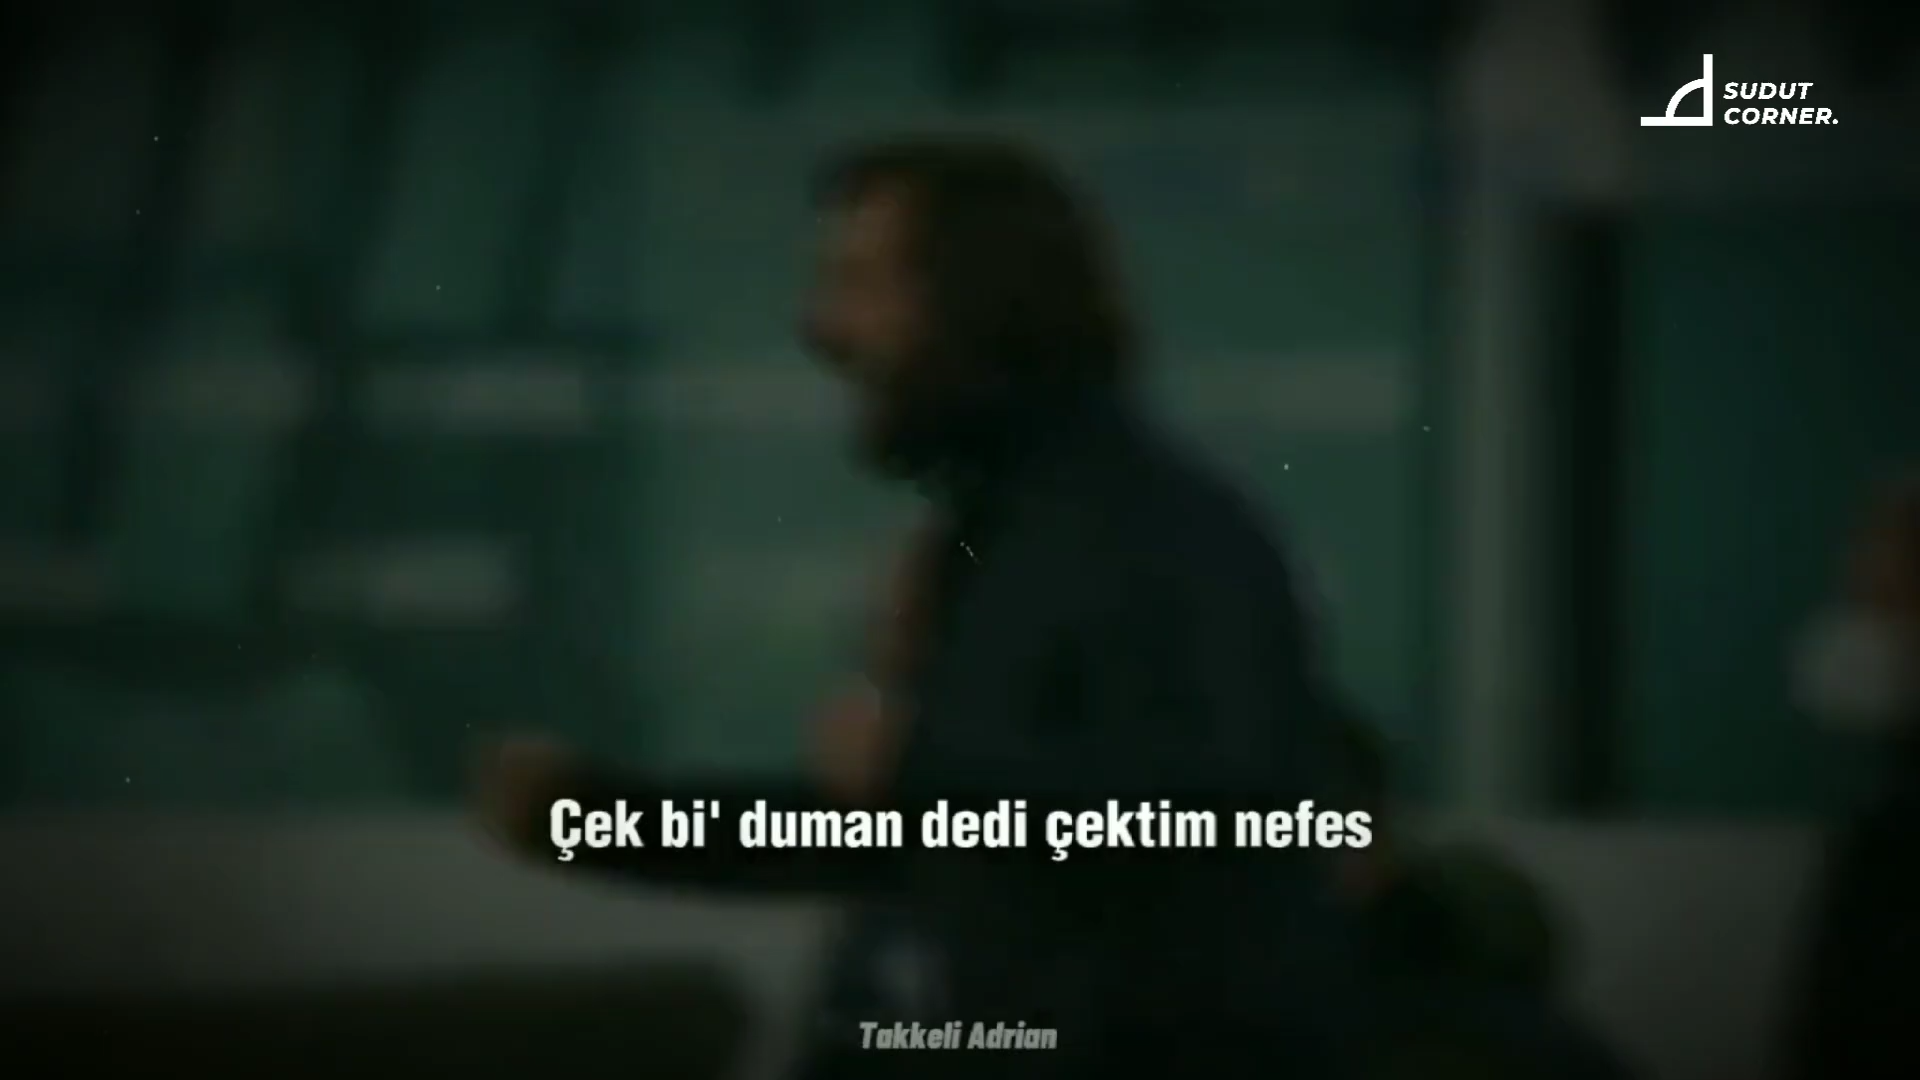 SUDUT
CORNER.
Çek bi' duman dedi çektim nefes
Takkeli Adrian